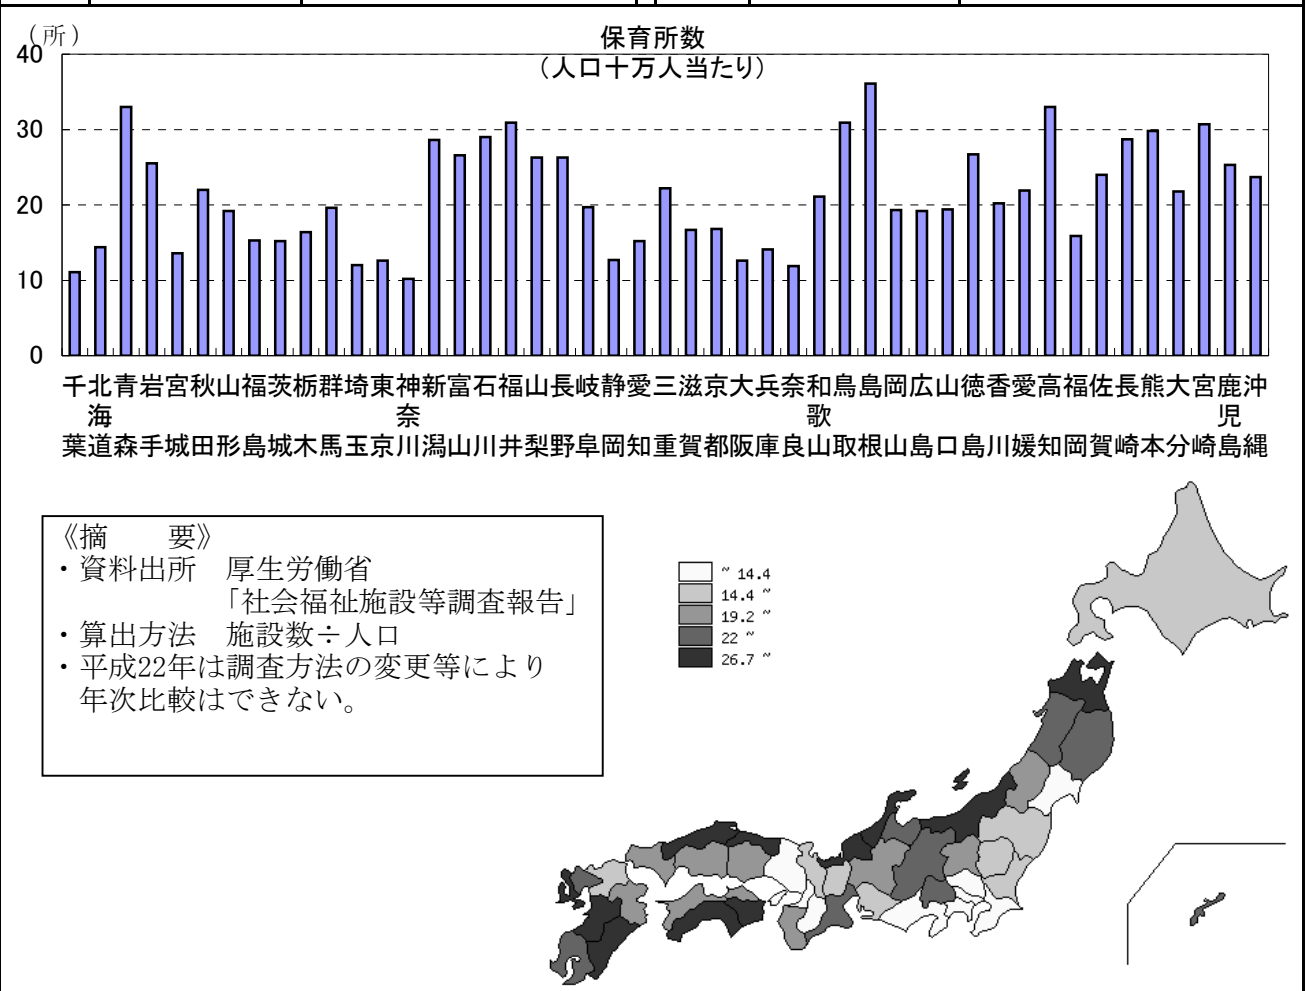 (所)
保育所数
(人口十万人当たり)
40
30
20
10
0
千葉 北海道 青森 岩手 宮城 秋田 山形 福島 茨城 栃木 群馬 埼玉 東京 神奈川 新潟 富山 石川 福井 山梨 長野 岐阜 静岡 愛知 三重 滋賀 京都 大阪 兵庫 奈良 和歌山 鳥取 島根 岡山 広島 山口 徳島 香川 愛媛 高知 福岡 佐賀 長崎 熊本 大分 宮崎 鹿児島 沖縄
《摘　　要》
・資料出所　厚生労働省
「社会福祉施設等調査報告」
・算出方法　施設数÷人口
・平成22年は調査方法の変更等により
年次比較はできない。
~ 14.4
14.4 ~
19.2 ~
22 ~
26.7 ~